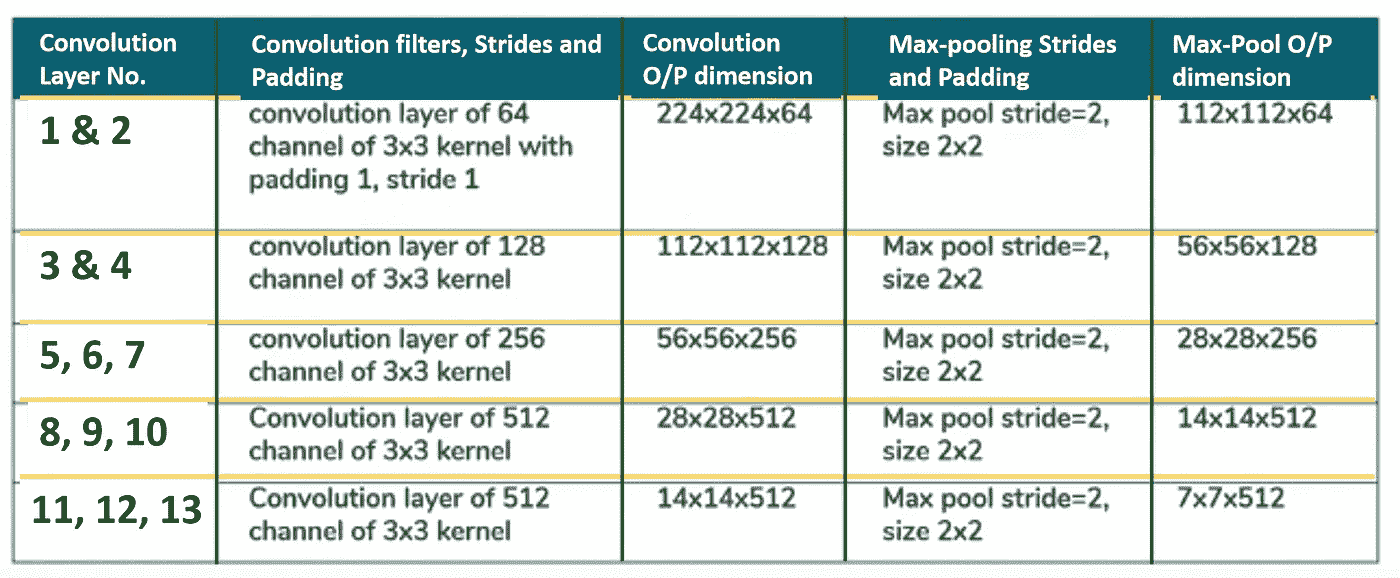 Convolution
Layer No.
Convolution filters, Strides and
Padding
Convolution
O/P dimension
Max-pooling Strides
and Padding
Max-Pool O/P
dimension
1 & 2
convolution layer of 64
channel of 3x3 kernel with
padding 1, stride 1
224x224x64
Max pool stride=2,
size 2x2
112x112x64
3 & 4
convolution layer of 128
channel of 3x3 kernel
112x112x128
Max pool stride=2,
size 2x2
56x56x128
5, 6, 7
convolution layer of 256
channel of 3x3 kernel
56x56x256
Max pool stride=2,
size 2x2
28x28x256
8, 9, 10
Convolution layer of 512
channel of 3x3 kernel
28x28x512
Max pool stride=2,
size 2x2
14x14x512
11, 12, 13
Convolution layer of 512
channel of 3x3 kernel
14x14x512
Max pool stride=2,
size 2x2
7x7x512